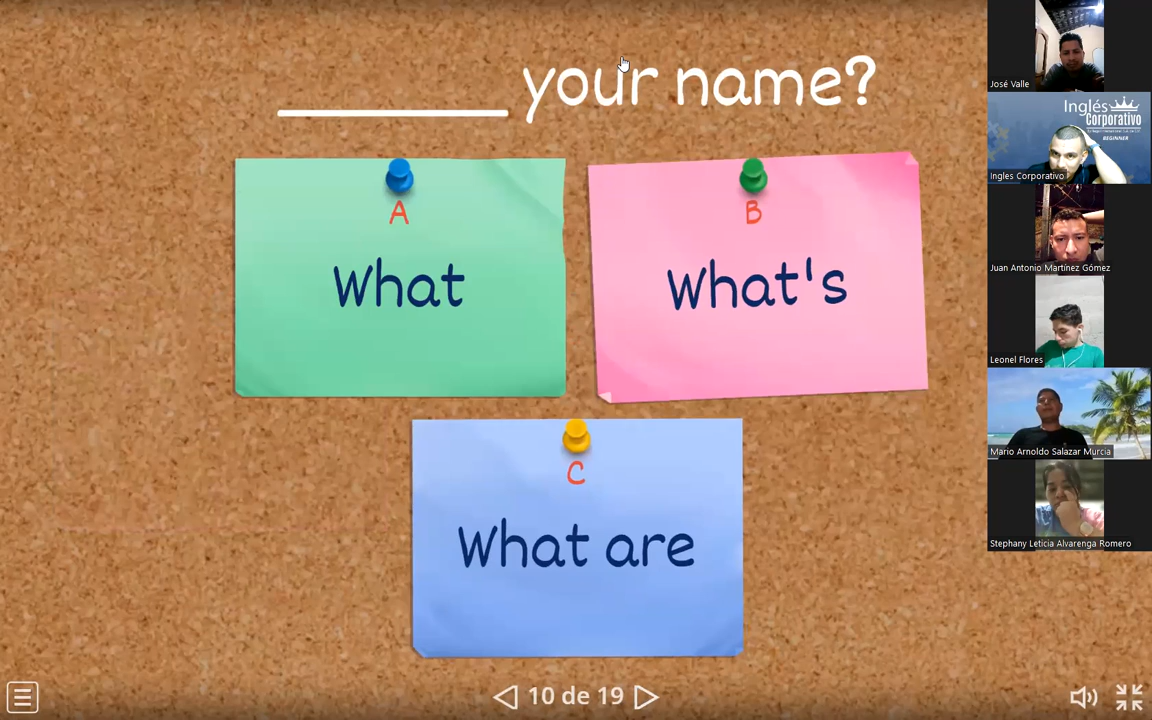 _______ your name?
A
What
B
What's
C
What are
10 de 19
José Valle
Inglés
Corporativo
BEGINNER
Ingles Corporativo
Juan Antonio Martínez Gómez
Leonel Flores
Mario Arnoldo Salazar Murcia
Stephany Leticia Alvarenga Romero